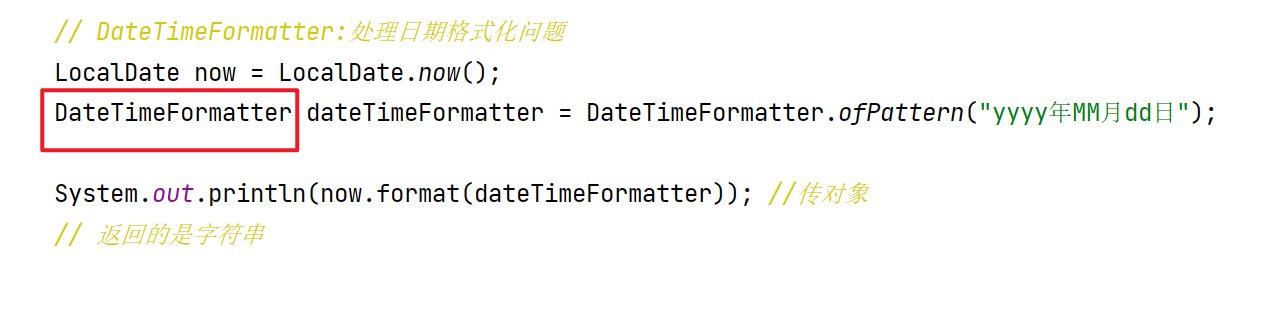 // DateTimeFormatter:处理日期格式化问题
LocalDate now = LocalDate.now();
DateTimeFormatter dateTimeFormatter = DateTimeFormatter.ofPattern("yyyy年MM月dd日");
System.out.println(now.format(dateTimeFormatter)); //传对象
// 返回的是字符串